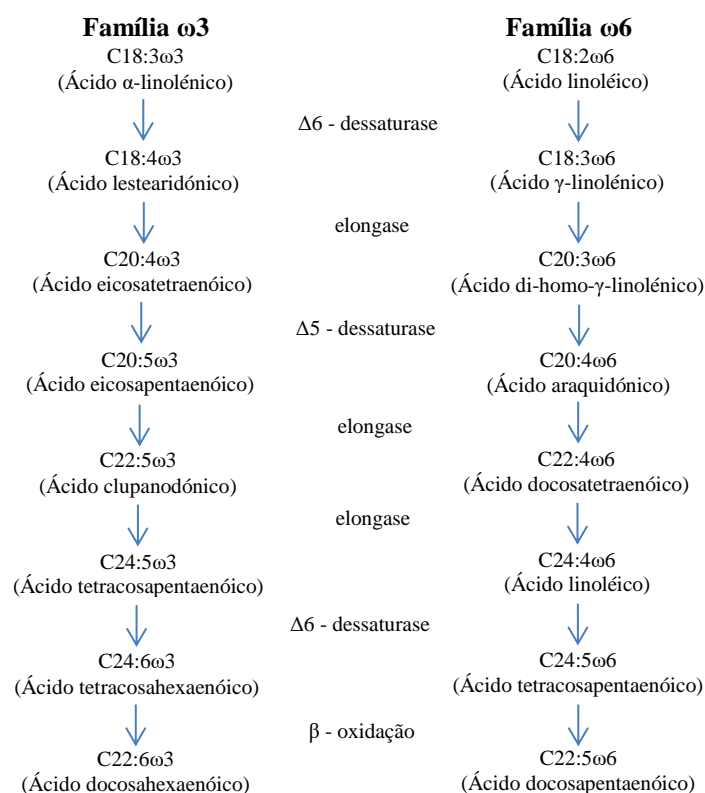 Família ω3
Família ω6
C18:3ω3
(Ácido α-linolénico)
C18:2ω6
(Ácido linoléico)
Δ6 - dessaturase
C18:4ω3
(Ácido lestearidónico)
C18:3ω6
(Ácido γ-linolénico)
elongase
C20:4ω3
(Ácido eicosatetraenóico)
C20:3ω6
(Ácido di-homo-γ-linolénico)
Δ5 - dessaturase
C20:5ω3
(Ácido eicosapentaenóico)
C20:4ω6
(Ácido araquidónico)
elongase
C22:5ω3
(Ácido clupanodónico)
C22:4ω6
(Ácido docosatetraenóico)
elongase
C24:5ω3
(Ácido tetracosapentaenóico)
C24:4ω6
(Ácido linoléico)
Δ6 - dessaturase
C24:6ω3
(Ácido tetracosahexaenóico)
C24:5ω6
(Ácido tetracosapentaenóico)
β - oxidação
C22:6ω3
(Ácido docosahexaenóico)
C22:5ω6
(Ácido docosapentaenóico)